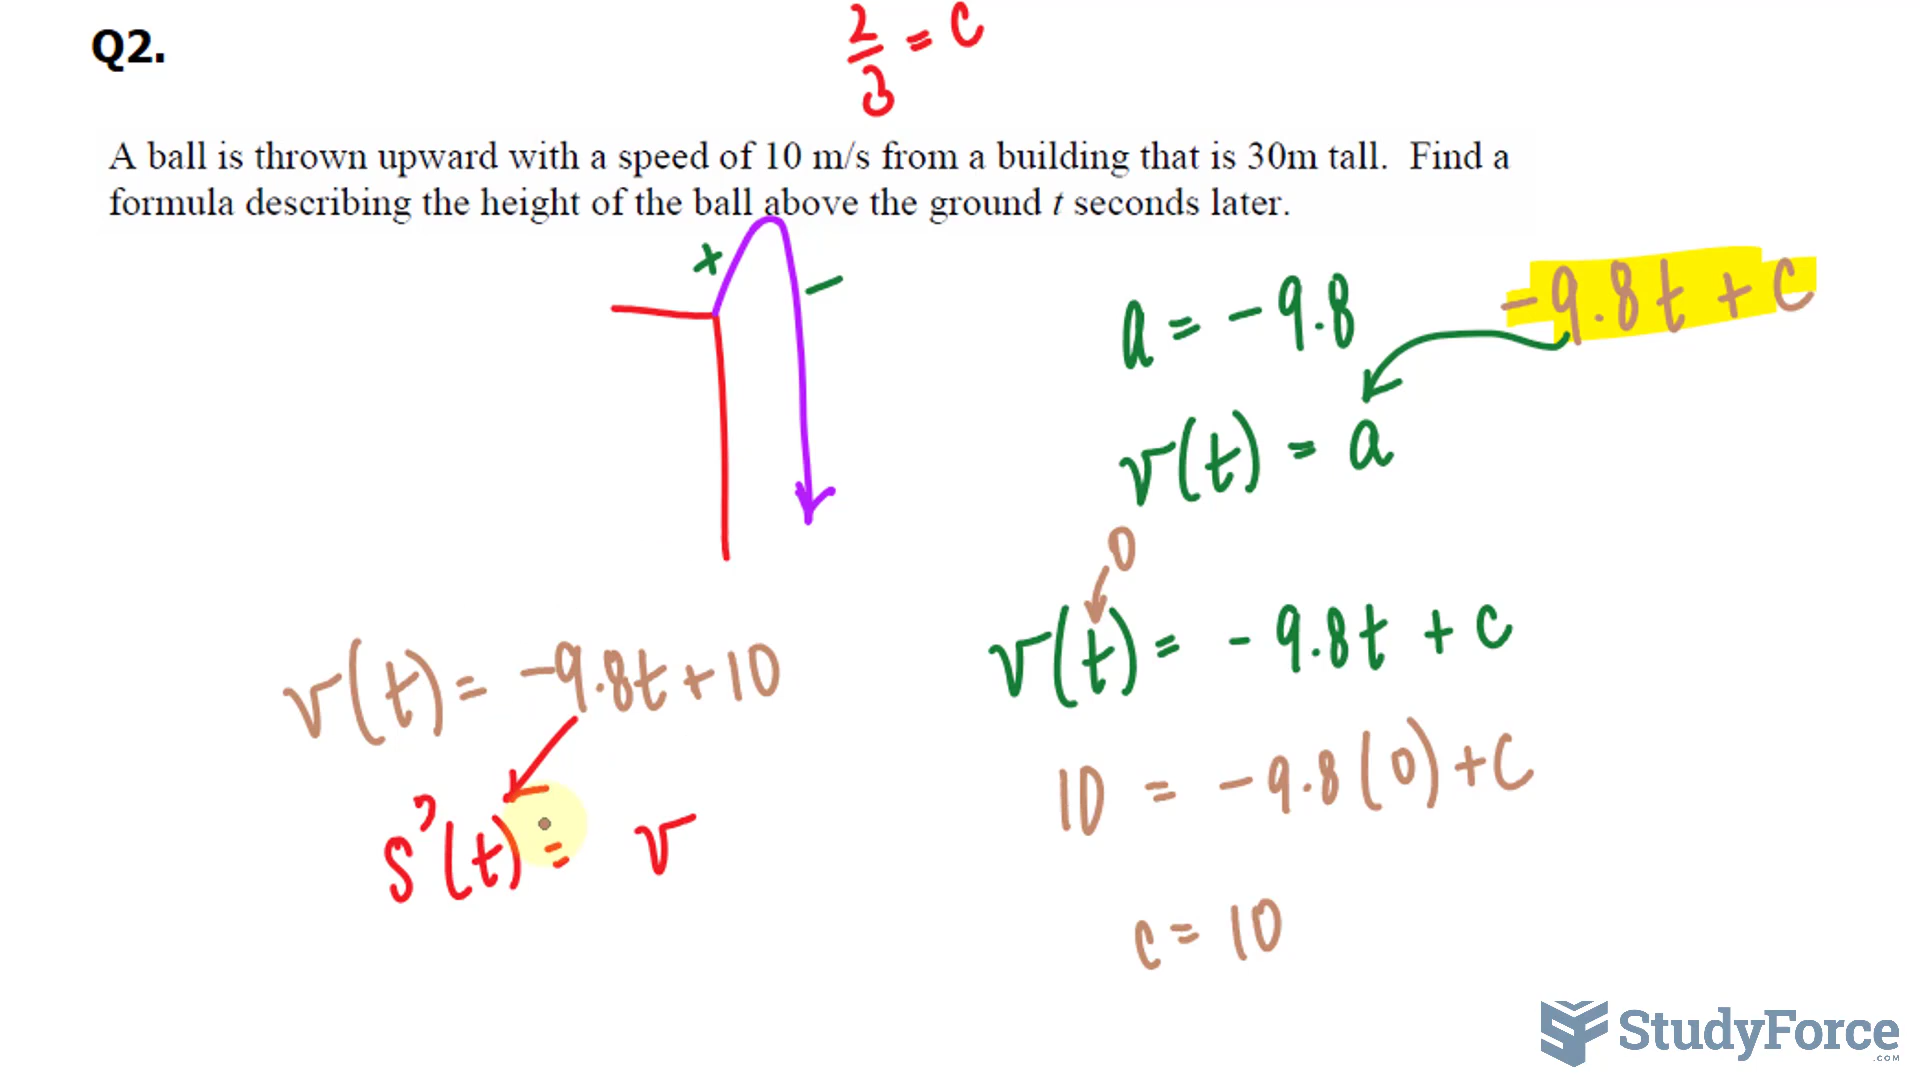 Q2.
2/3 = C
A ball is thrown upward with a speed of 10 m/s from a building that is 30m tall. Find a
formula describing the height of the ball above the ground t seconds later.
+
−
a = -9.8
-9.8t + C
v(t) = a
0
v(t) = -9.8t + C
10 = -9.8(0) + C
C = 10
v(t) = -9.8t + 10
s'(t) = v
StudyForce
.COM